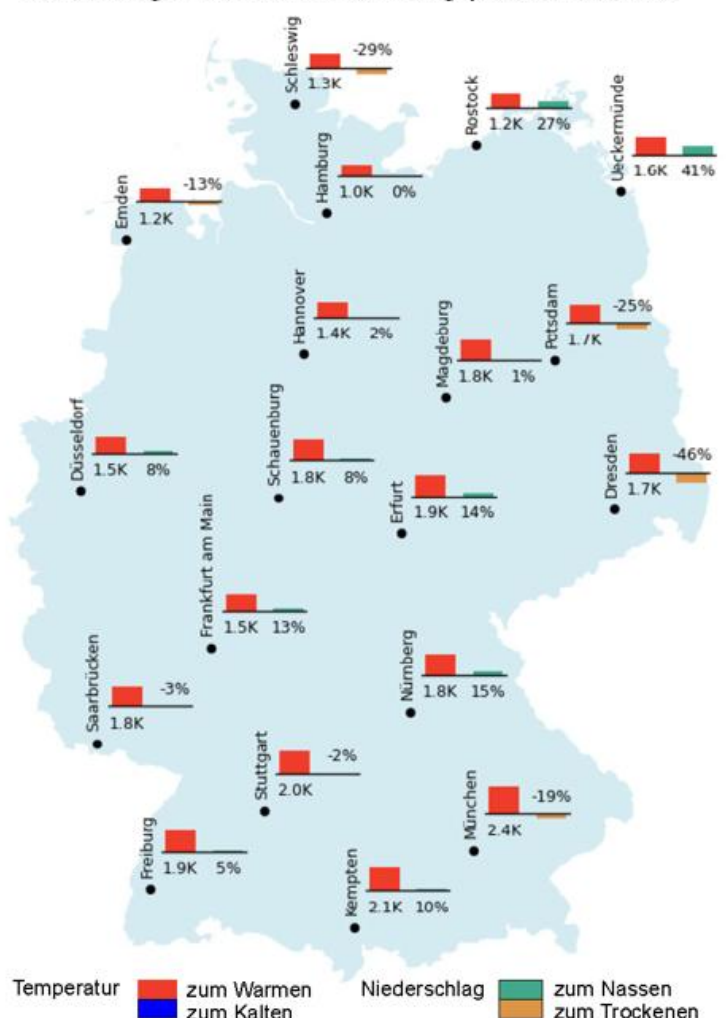 Schleswig
-29%
1.3K
Rostock
1.2K 27%
Ueckermünde
1.6K 41%
Hamburg
1.0K 0%
Emden
-13%
1.2K
Hannover
1.4K 2%
Potsdam
-25%
1.7K
Magdeburg
1.8K 1%
Düsseldorf
1.5K 8%
Schauenburg
1.8K 8%
Erfurt
1.9K 14%
Dresden
-46%
1.7K
Frankfurt am Main
1.5K 13%
Nürnberg
1.8K 15%
Saarbrücken
-3%
1.8K
Stuttgart
-2%
2.0K
München
-19%
2.4K
Freiburg
1.9K 5%
Kempten
2.1K 10%
Temperatur zum Warmen Niederschlag zum Nassen
zum Kalten zum Trockenen